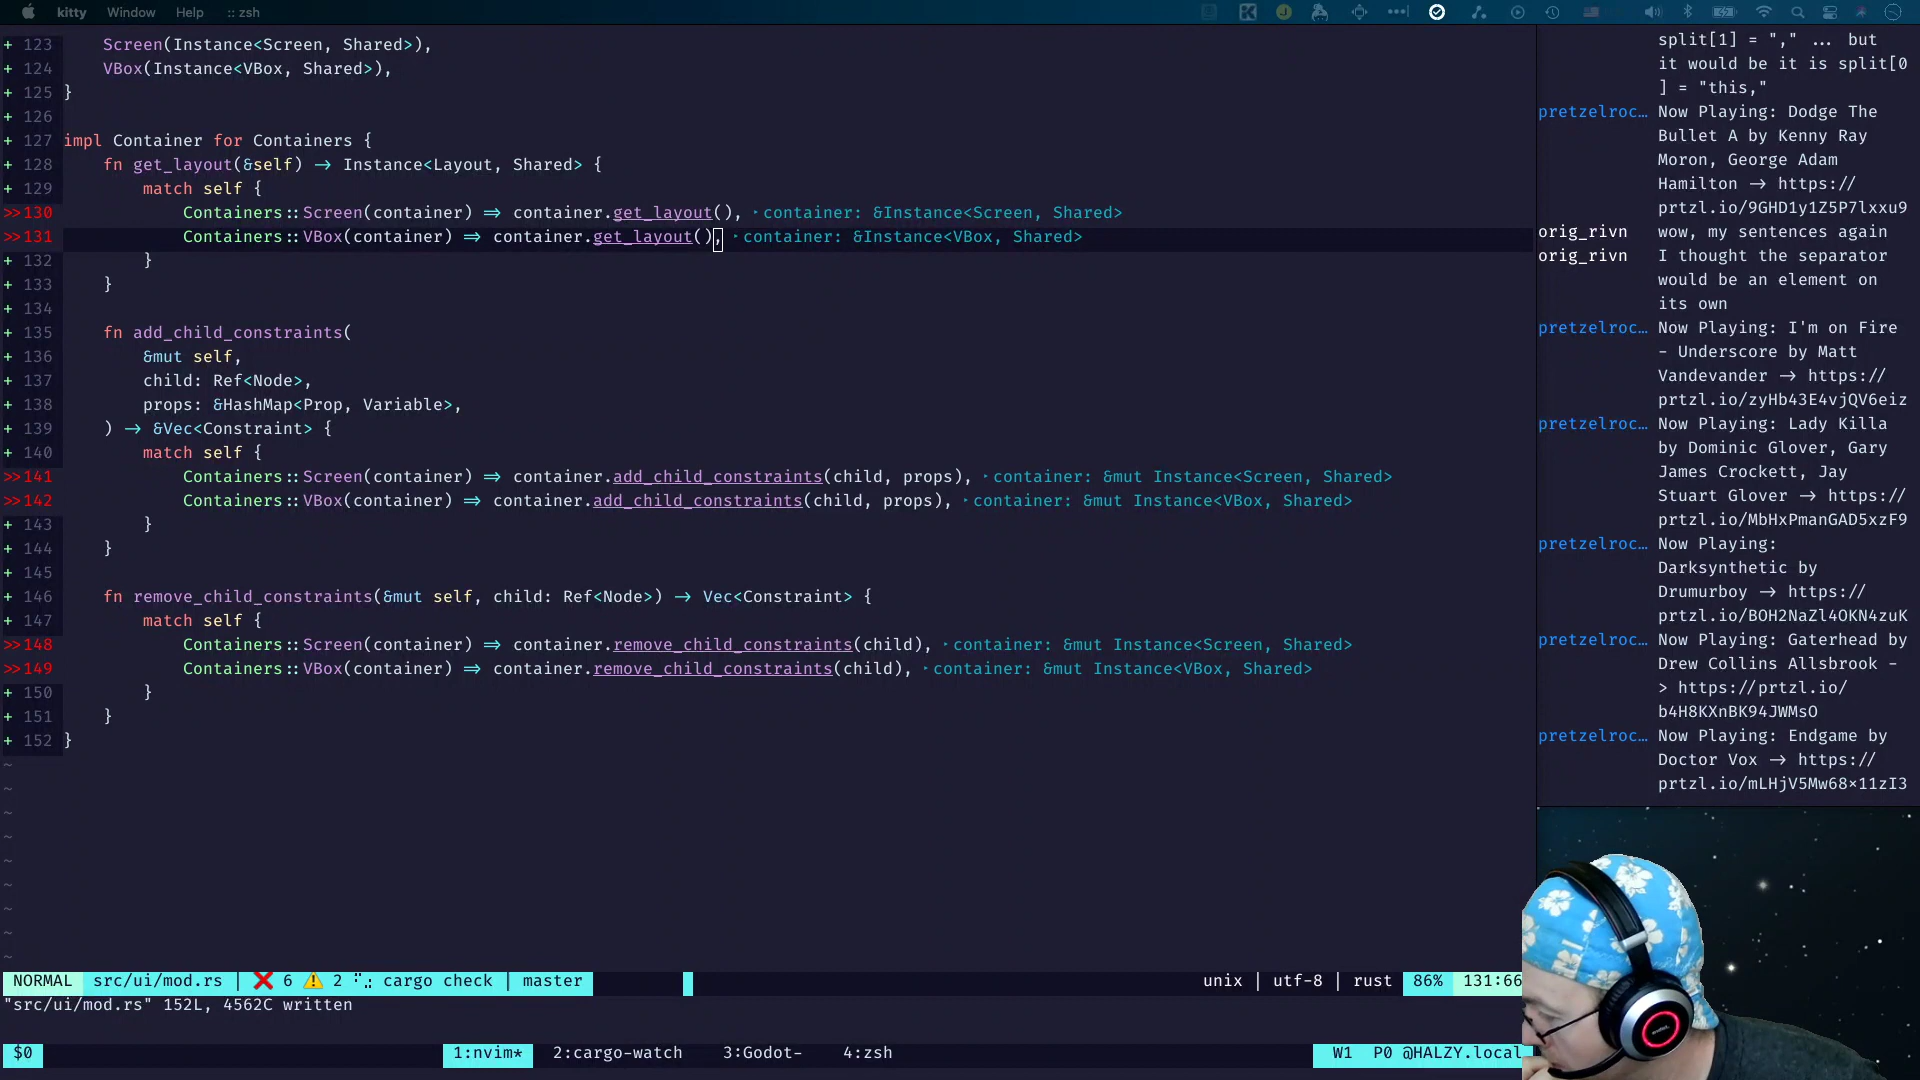 kitty Window Help :: zsh
+ 123 Screen(Instance<Screen, Shared>),
+ 124 VBox(Instance<VBox, Shared>),
+ 125 }
+ 126
+ 127 impl Container for Containers {
+ 128 fn get_layout(&self) -> Instance<Layout, Shared> {
+ 129 match self {
>>130 Containers::Screen(container) => container.get_layout(), ‣container: &Instance<Screen, Shared>
>>131 Containers::VBox(container) => container.get_layout(), ‣container: &Instance<VBox, Shared>
+ 132 }
+ 133 }
+ 134
+ 135 fn add_child_constraints(
+ 136 &mut self,
+ 137 child: Ref<Node>,
+ 138 props: &HashMap<Prop, Variable>,
+ 139 ) -> &Vec<Constraint> {
+ 140 match self {
>>141 Containers::Screen(container) => container.add_child_constraints(child, props), ‣container: &mut Instance<Screen, Shared>
>>142 Containers::VBox(container) => container.add_child_constraints(child, props), ‣container: &mut Instance<VBox, Shared>
+ 143 }
+ 144 }
+ 145
+ 146 fn remove_child_constraints(&mut self, child: Ref<Node>) -> Vec<Constraint> {
+ 147 match self {
>>148 Containers::Screen(container) => container.remove_child_constraints(child), ‣container: &mut Instance<Screen, Shared>
>>149 Containers::VBox(container) => container.remove_child_constraints(child), ‣container: &mut Instance<VBox, Shared>
+ 150 }
+ 151 }
+ 152 }
~
~
~
~
~
~
~
~
~
NORMAL src/ui/mod.rs | ❌ 6 ⚠️ 2 cargo check | master unix | utf-8 | rust 86% 131:66
"src/ui/mod.rs" 152L, 4562C written
$0 1:nvim* 2:cargo-watch 3:Godot- 4:zsh W1 P0 @HALZY.local
split[1] = "," ... but
it would be it is split[0
] = "this,"
pretzelroc… Now Playing: Dodge The
Bullet A by Kenny Ray
Moron, George Adam
Hamilton -> https://
prtzl.io/9GHD1y1Z5P7lxxu9
orig_rivn wow, my sentences again
orig_rivn I thought the separator
would be an element on
its own
pretzelroc… Now Playing: I'm on Fire
- Underscore by Matt
Vandevander -> https://
prtzl.io/zyHb43E4vjQV6eiz
pretzelroc… Now Playing: Lady Killa
by Dominic Glover, Gary
James Crockett, Jay
Stuart Glover -> https://
prtzl.io/MbHxPmanGAD5xzF9
pretzelroc… Now Playing:
Darksynthetic by
Drumurboy -> https://
prtzl.io/BOH2NaZl4OKN4zuK
pretzelroc… Now Playing: Gaterhead by
Drew Collins Allsbrook -
> https://prtzl.io/
b4H8KXnBK94JWMsO
pretzelroc… Now Playing: Endgame by
Doctor Vox -> https://
prtzl.io/mLHjV5Mw68x11zI3